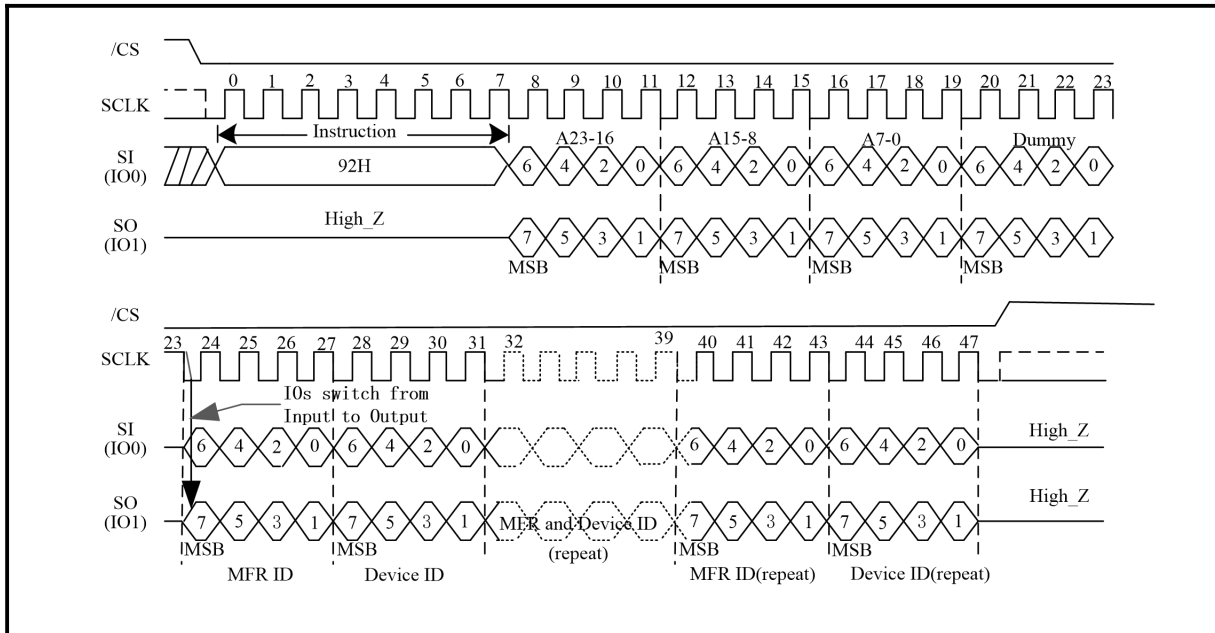 /CS
0 1 2 3 4 5 6 7 8 9 10 11 12 13 14 15 16 17 18 19 20 21 22 23
SCLK
Instruction A23-16 A15-8 A7-0 Dummy
SI
(IO0)
92H 6 4 2 0 6 4 2 0 6 4 2 0 6 4 2 0
High_Z
SO
(IO1)
7 5 3 1 7 5 3 1 7 5 3 1 7 5 3 1
MSB MSB MSB MSB
/CS
23 24 25 26 27 28 29 30 31 32 39 40 41 42 43 44 45 46 47
SCLK
IOs switch from
Input to Output
SI
(IO0)
6 4 2 0 6 4 2 0 6 4 2 0 6 4 2 0 High_Z
SO
(IO1)
7 5 3 1 7 5 3 1 MFR and Device ID 7 5 3 1 7 5 3 1 High_Z
MSB MSB (repeat) MSB MSB
MFR ID Device ID MFR ID(repeat) Device ID(repeat)